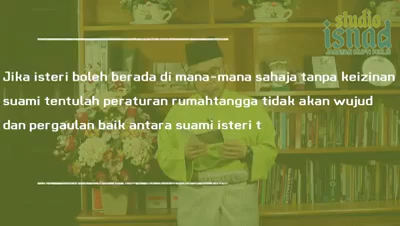 studio
isnad
Jika isteri boleh berada di mana-mana sahaja tanpa keizinan
suami tentulah peraturan rumahtangga tidak akan wujud
dan pergaulan baik antara suami isteri t